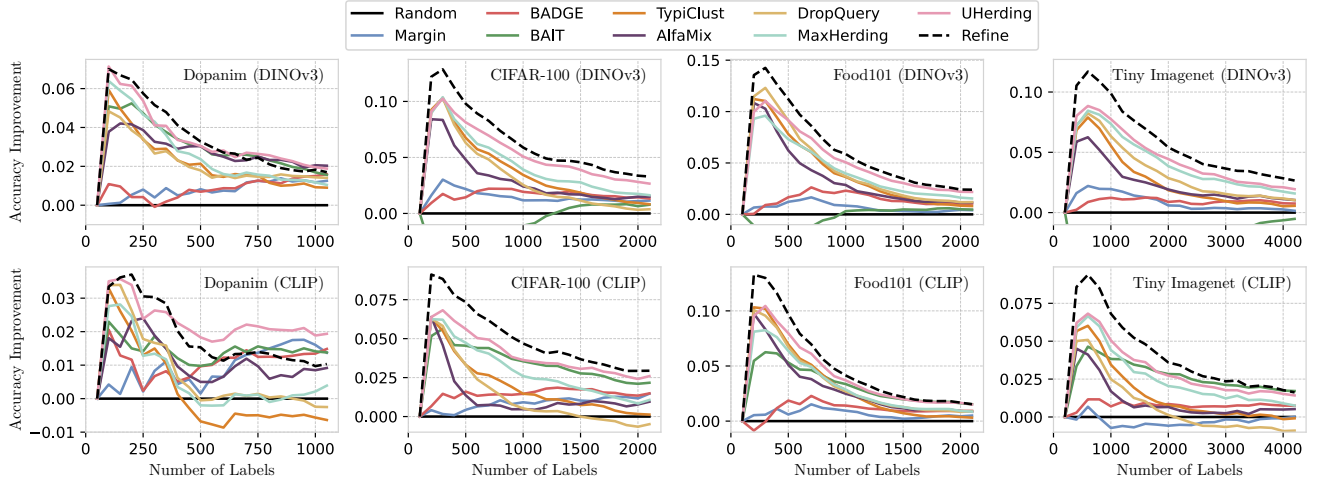 Random BADGE TypiClust DropQuery UHerding
Margin BAIT AlfaMix MaxHerding Refine
Accuracy Improvement
Dopanim (DINOv3)
0.06
0.04
0.02
0.00
0 250 500 750 1000
CIFAR-100 (DINOv3)
0.10
0.05
0.00
0 500 1000 1500 2000
Food101 (DINOv3)
0.15
0.10
0.05
0.00
0 500 1000 1500 2000
Tiny Imagenet (DINOv3)
0.10
0.05
0.00
0 1000 2000 3000 4000
Accuracy Improvement
Dopanim (CLIP)
0.03
0.02
0.01
0.00
−0.01
0 250 500 750 1000
Number of Labels
CIFAR-100 (CLIP)
0.075
0.050
0.025
0.000
0 500 1000 1500 2000
Number of Labels
Food101 (CLIP)
0.10
0.05
0.00
0 500 1000 1500 2000
Number of Labels
Tiny Imagenet (CLIP)
0.075
0.050
0.025
0.000
0 1000 2000 3000 4000
Number of Labels